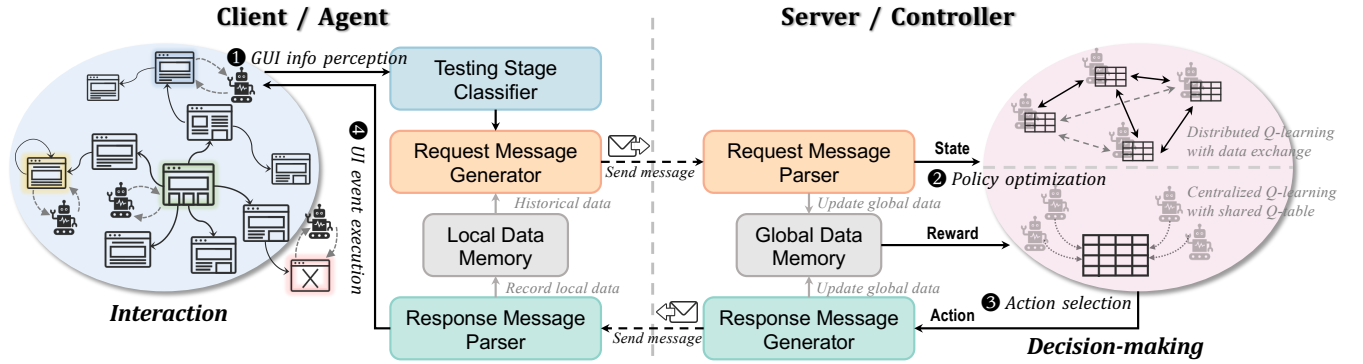 Client / Agent
Server / Controller
❶ GUI info perception
Testing Stage
Classifier
Request Message
Generator
Send message
Request Message
Parser
State
❷ Policy optimization
Distributed Q-learning
with data exchange
Centralized Q-learning
with shared Q-table
Historical data
Update global data
Local Data
Memory
Global Data
Memory
Reward
❹ UI event execution
Record local data
Update global data
Interaction
Response Message
Parser
Send message
Response Message
Generator
Action
❸ Action selection
Decision-making